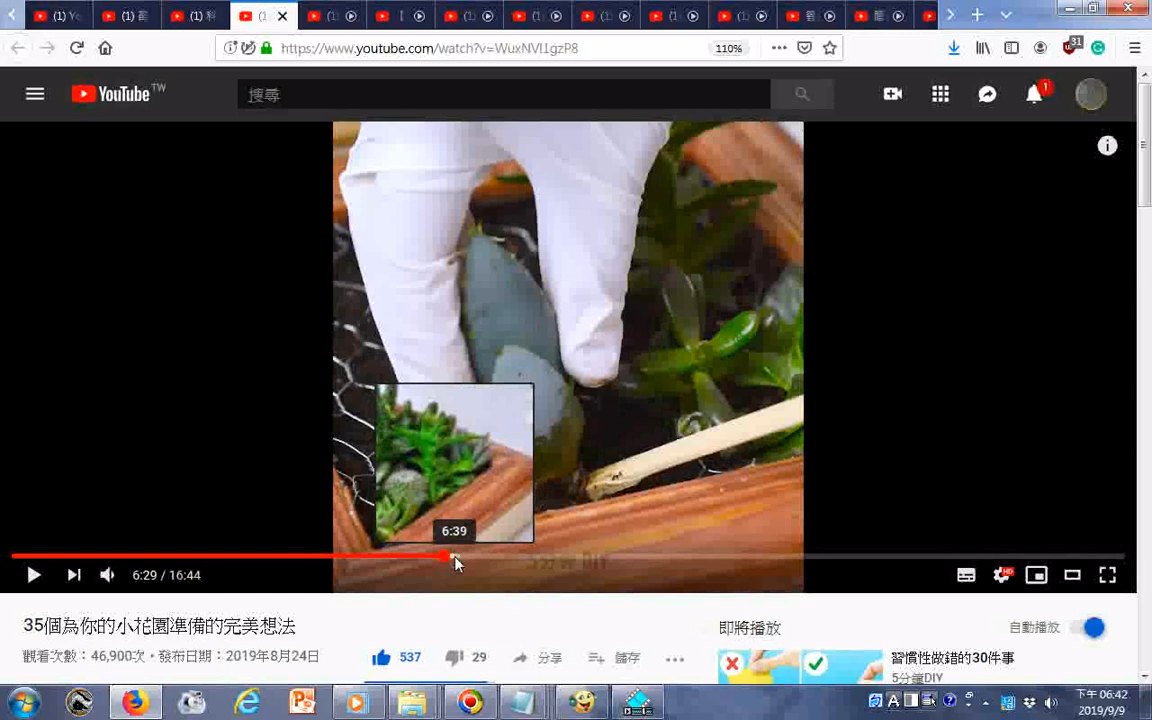 https://www.youtube.com/watch?v=WuxNVl1gzP8
110%
31
YouTube TW
搜尋
1
6:39
6:29 / 16:44
HD
35個為你的小花園準備的完美想法
觀看次數：46,900次・發布日期：2019年8月24日
537
29
分享
儲存
即將播放
自動播放
習慣性做錯的30件事
5分鐘DIY
下午 06:42
2019/9/9